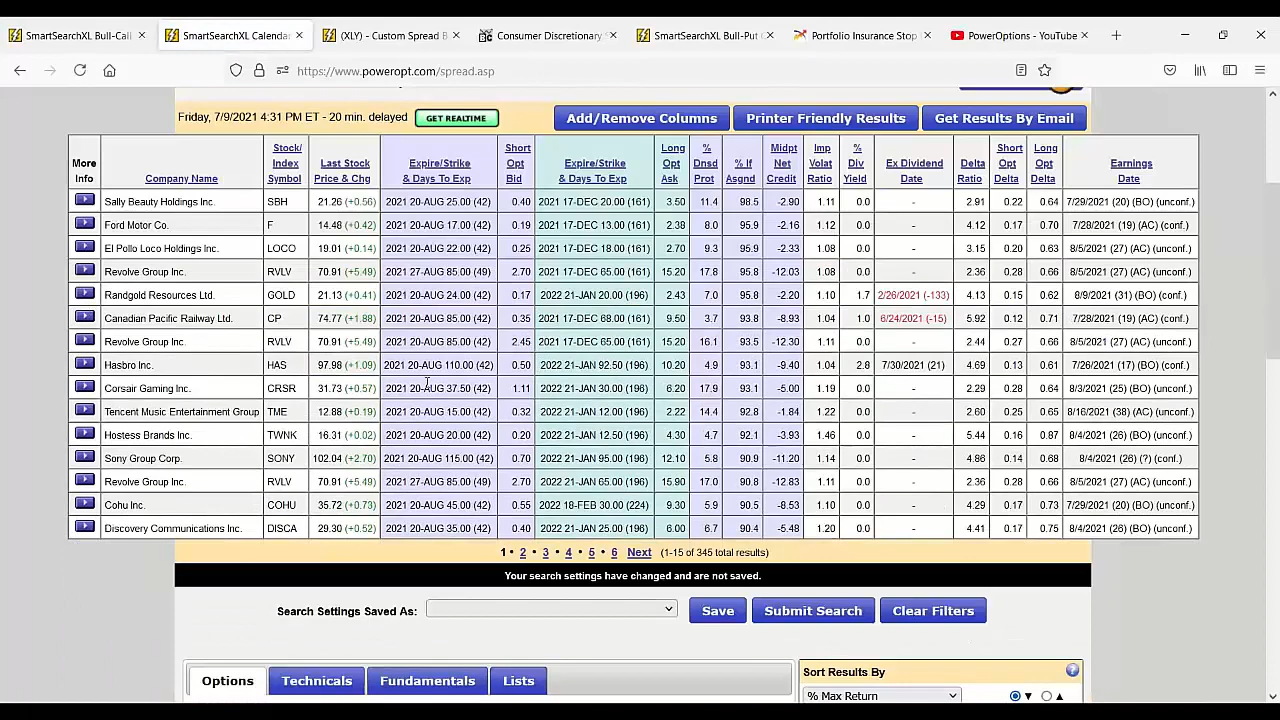 SmartSearchXL Bull-Call
SmartSearchXL Calendar
(XLY) - Custom Spread B
Consumer Discretionary
SmartSearchXL Bull-Put C
Portfolio Insurance Stop
PowerOptions - YouTube
https://www.poweropt.com/spread.asp
Friday, 7/9/2021 4:31 PM ET - 20 min. delayed GET REALTIME Add/Remove Columns Printer Friendly Results Get Results By Email
More Info Company Name Stock/ Index Symbol Last Stock Price & Chg Expire/Strike & Days To Exp Short Opt Bid Expire/Strike & Days To Exp Long Opt Ask % Dnsd Prot % If Asgnd Midpt Net Credit Imp Volat Ratio % Div Yield Ex Dividend Date Delta Ratio Short Opt Delta Long Opt Delta Earnings Date
Sally Beauty Holdings Inc. SBH 21.26 (+0.56) 2021 20-AUG 25.00 (42) 0.40 2021 17-DEC 20.00 (161) 3.50 11.4 98.5 -2.90 1.11 0.0 - 2.91 0.22 0.64 7/29/2021 (20) (BO) (unconf.)
Ford Motor Co. F 14.48 (+0.42) 2021 20-AUG 17.00 (42) 0.19 2021 17-DEC 13.00 (161) 2.38 8.0 95.9 -2.16 1.12 0.0 - 4.12 0.17 0.70 7/28/2021 (19) (AC) (conf.)
El Pollo Loco Holdings Inc. LOCO 19.01 (+0.14) 2021 20-AUG 22.00 (42) 0.25 2021 17-DEC 18.00 (161) 2.70 9.3 95.9 -2.33 1.08 0.0 - 3.15 0.20 0.63 8/5/2021 (27) (AC) (unconf.)
Revolve Group Inc. RVLV 70.91 (+5.49) 2021 27-AUG 85.00 (49) 2.70 2021 17-DEC 65.00 (161) 15.20 17.8 95.8 -12.03 1.08 0.0 - 2.36 0.28 0.66 8/5/2021 (27) (AC) (unconf.)
Randgold Resources Ltd. GOLD 21.13 (+0.41) 2021 20-AUG 24.00 (42) 0.17 2022 21-JAN 20.00 (196) 2.43 7.0 95.8 -2.20 1.10 1.7 2/26/2021 (-133) 4.13 0.15 0.62 8/9/2021 (31) (BO) (conf.)
Canadian Pacific Railway Ltd. CP 74.77 (+1.88) 2021 20-AUG 85.00 (42) 0.35 2021 17-DEC 68.00 (161) 9.50 3.7 93.8 -8.93 1.04 1.0 6/24/2021 (-15) 5.92 0.12 0.71 7/28/2021 (19) (AC) (conf.)
Revolve Group Inc. RVLV 70.91 (+5.49) 2021 20-AUG 85.00 (42) 2.45 2021 17-DEC 65.00 (161) 15.20 16.1 93.5 -12.30 1.11 0.0 - 2.44 0.27 0.66 8/5/2021 (27) (AC) (unconf.)
Hasbro Inc. HAS 97.98 (+1.09) 2021 20-AUG 110.00 (42) 0.50 2022 21-JAN 92.50 (196) 10.20 4.9 93.1 -9.40 1.04 2.8 7/30/2021 (21) 4.69 0.13 0.61 7/26/2021 (17) (AC) (conf.)
Corsair Gaming Inc. CRSR 31.73 (+0.57) 2021 20-AUG 37.50 (42) 1.11 2022 21-JAN 30.00 (196) 6.20 17.9 93.1 -5.00 1.19 0.0 - 2.29 0.28 0.64 8/3/2021 (25) (BO) (unconf.)
Tencent Music Entertainment Group TME 12.88 (+0.19) 2021 20-AUG 15.00 (42) 0.32 2022 21-JAN 12.00 (196) 2.22 14.4 92.8 -1.84 1.22 0.0 - 2.60 0.25 0.65 8/16/2021 (38) (AC) (unconf.)
Hostess Brands Inc. TWNK 16.31 (+0.02) 2021 20-AUG 20.00 (42) 0.20 2022 21-JAN 12.50 (196) 4.30 4.7 92.1 -3.93 1.46 0.0 - 5.44 0.16 0.87 8/4/2021 (26) (BO) (unconf.)
Sony Group Corp. SONY 102.04 (+2.70) 2021 20-AUG 115.00 (42) 0.70 2022 21-JAN 95.00 (196) 12.10 5.8 90.9 -11.20 1.14 0.0 - 4.86 0.14 0.68 8/4/2021 (26) (?) (conf.)
Revolve Group Inc. RVLV 70.91 (+5.49) 2021 27-AUG 85.00 (49) 2.70 2022 21-JAN 65.00 (196) 15.90 17.0 90.8 -12.83 1.11 0.0 - 2.36 0.28 0.66 8/5/2021 (27) (AC) (unconf.)
Cohu Inc. COHU 35.72 (+0.73) 2021 20-AUG 45.00 (42) 0.55 2022 18-FEB 30.00 (224) 9.30 5.9 90.5 -8.53 1.10 0.0 - 4.29 0.17 0.73 7/29/2021 (20) (BO) (unconf.)
Discovery Communications Inc. DISCA 29.30 (+0.52) 2021 20-AUG 35.00 (42) 0.40 2022 21-JAN 25.00 (196) 6.00 6.7 90.4 -5.48 1.20 0.0 - 4.41 0.17 0.75 8/4/2021 (26) (BO) (unconf.)
1 • 2 • 3 • 4 • 5 • 6 Next (1-15 of 345 total results)
Your search settings have changed and are not saved.
Search Settings Saved As: Save Submit Search Clear Filters
Options Technicals Fundamentals Lists
Sort Results By
% Max Return